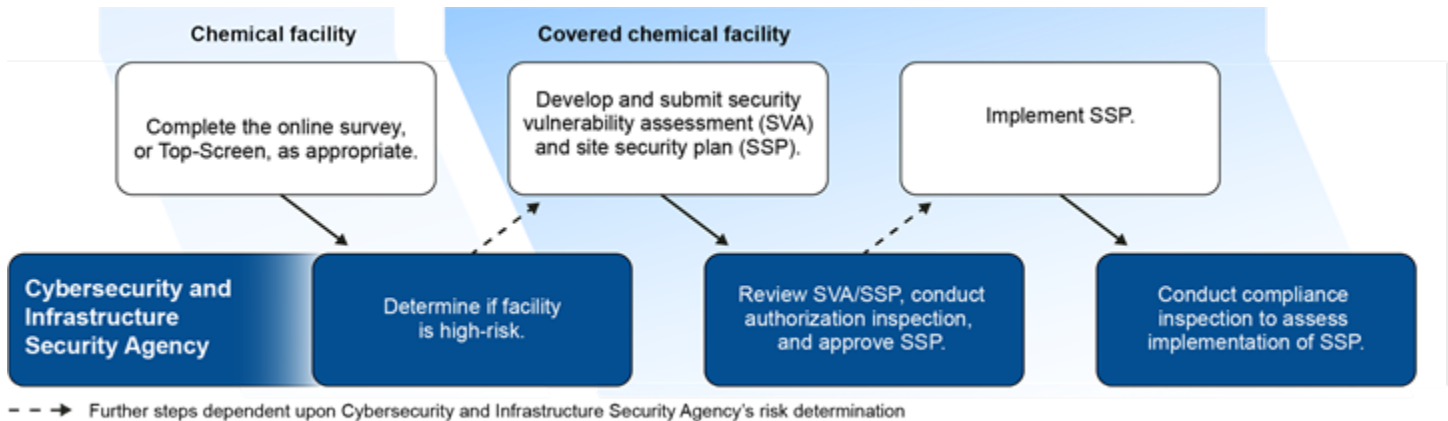 Chemical facility
Covered chemical facility
Complete the online survey,
or Top-Screen, as appropriate.
Develop and submit security
vulnerability assessment (SVA)
and site security plan (SSP).
Implement SSP.
Cybersecurity and
Infrastructure
Security Agency
Determine if facility
is high-risk.
Review SVA/SSP, conduct
authorization inspection,
and approve SSP.
Conduct compliance
inspection to assess
implementation of SSP.
Further steps dependent upon Cybersecurity and Infrastructure Security Agency's risk determination